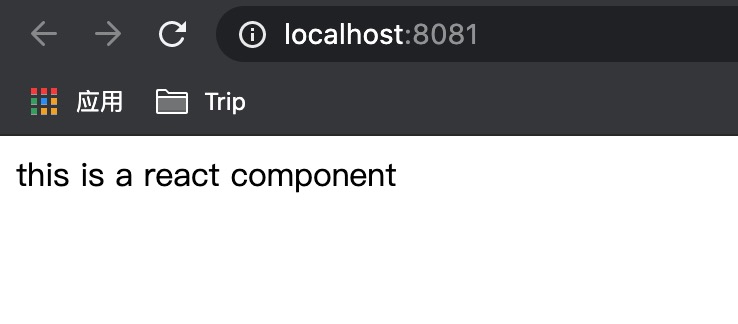 localhost:8081
应用 Trip
this is a react component